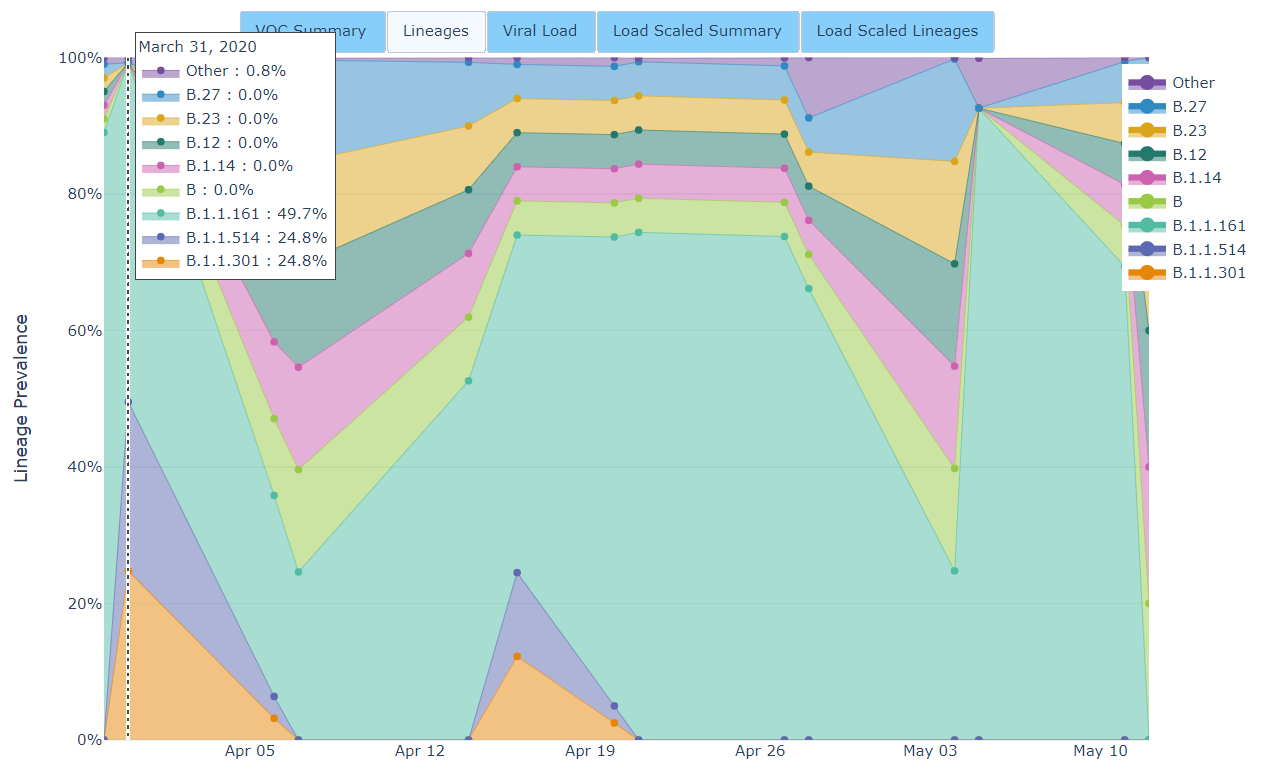 VOC Summary
Lineages
Viral Load
Load Scaled Summary
Load Scaled Lineages
March 31, 2020
Other : 0.8%
B.27 : 0.0%
B.23 : 0.0%
B.12 : 0.0%
B.1.14 : 0.0%
B : 0.0%
B.1.1.161 : 49.7%
B.1.1.514 : 24.8%
B.1.1.301 : 24.8%
100%
80%
60%
40%
20%
0%
Lineage Prevalence
Apr 05
Apr 12
Apr 19
Apr 26
May 03
May 10
Other
B.27
B.23
B.12
B.1.14
B
B.1.1.161
B.1.1.514
B.1.1.301